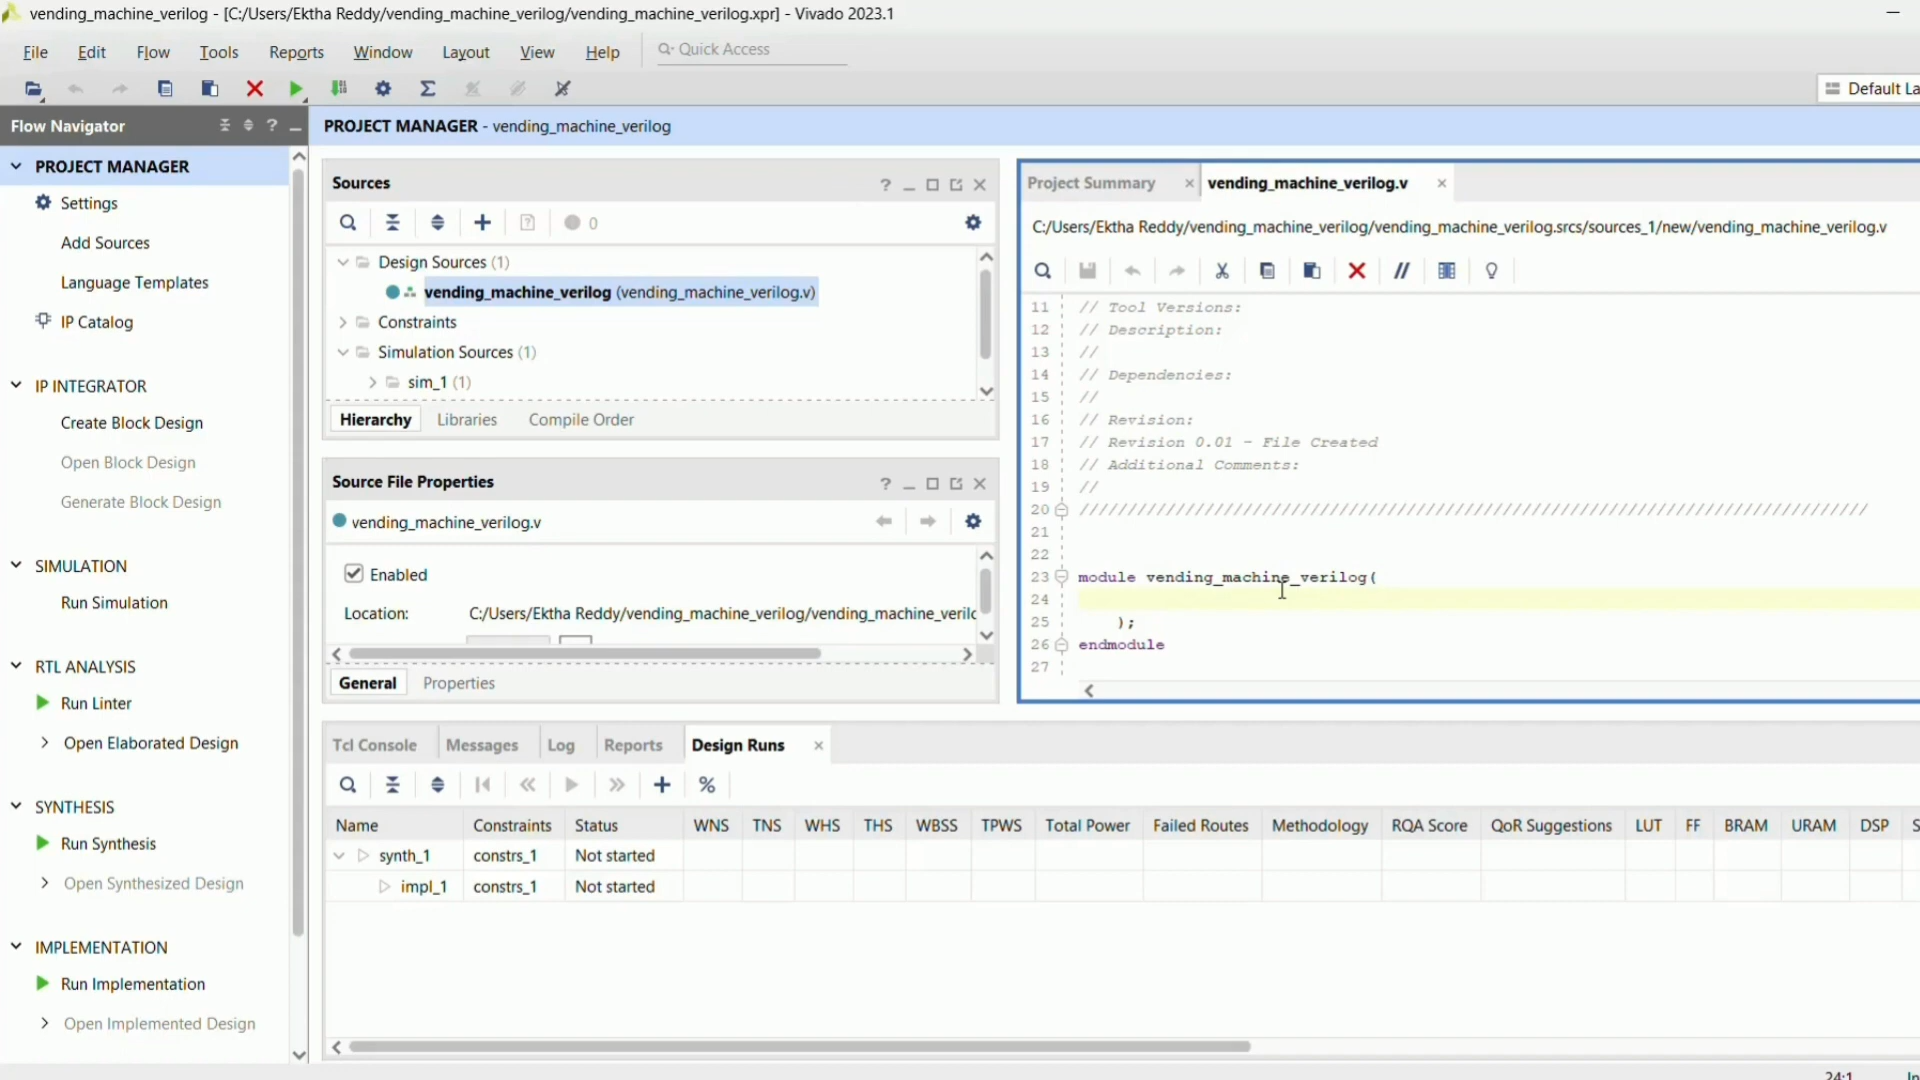 vending_machine_verilog - [C:/Users/Ektha Reddy/vending_machine_verilog/vending_machine_verilog.xpr] - Vivado 2023.1
File Edit Flow Tools Reports Window Layout View Help Quick Access
Default La
Flow Navigator
PROJECT MANAGER
Settings
Add Sources
Language Templates
IP Catalog
IP INTEGRATOR
Create Block Design
Open Block Design
Generate Block Design
SIMULATION
Run Simulation
RTL ANALYSIS
Run Linter
Open Elaborated Design
SYNTHESIS
Run Synthesis
Open Synthesized Design
IMPLEMENTATION
Run Implementation
Open Implemented Design
PROJECT MANAGER - vending_machine_verilog
Sources
0
Design Sources (1)
vending_machine_verilog (vending_machine_verilog.v)
Constraints
Simulation Sources (1)
sim_1 (1)
Hierarchy Libraries Compile Order
Source File Properties
vending_machine_verilog.v
Enabled
Location: C:/Users/Ektha Reddy/vending_machine_verilog/vending_machine_veril
General Properties
Project Summary vending_machine_verilog.v
C:/Users/Ektha Reddy/vending_machine_verilog/vending_machine_verilog.srcs/sources_1/new/vending_machine_verilog.v
11 // Tool Versions:
12 // Description:
13 //
14 // Dependencies:
15 //
16 // Revision:
17 // Revision 0.01 - File Created
18 // Additional Comments:
19 //
20 //////////////////////////////////////////////////////////////////////////////////
21
22
23 module vending_machine_verilog(
24
25 );
26 endmodule
27
Tcl Console Messages Log Reports Design Runs
Name Constraints Status WNS TNS WHS THS WBSS TPWS Total Power Failed Routes Methodology RQA Score QoR Suggestions LUT FF BRAM URAM DSP S
synth_1 constrs_1 Not started
impl_1 constrs_1 Not started
24:1 In